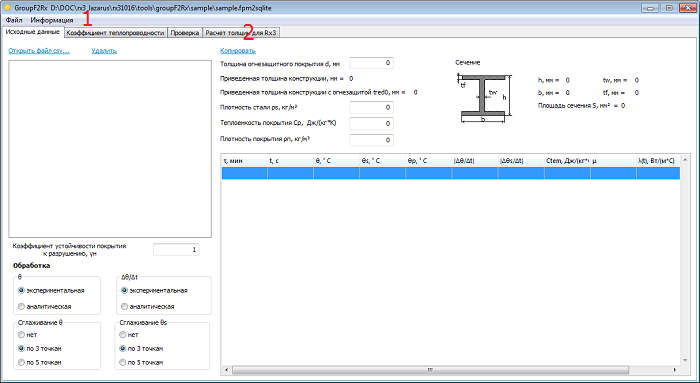 GroupF2Rx D:\DOC\rx3_lazarus\rx31016\tools\groupF2Rx\sample\sample.fpm2sqlite
Файл Информация 1
Исходные данные Коэффициент теплопроводности Проверка Расчет толщин для Rx3 2
Открыть файл csv... Удалить
Копировать
Толщина огнезащитного покрытия d, мм 0
Приведенная толщина конструкции, мм = 0
Приведенная толщина конструкции с огнезащитой tred0, мм = 0
Плотность стали ρs, кг/м³ 0
Теплоемкость покрытия Cp, Дж/(кг*К) 0
Плотность покрытия ρп, кг/м³ 0
Сечение
tf
tw
h
b
h, мм = 0 tw, мм = 0
b, мм = 0 tf, мм = 0
Площадь сечения S, мм² = 0
τ, мин t, c θ, ˚ C θs, ˚ C θp, ˚ C |Δθ/Δt| |Δθs/Δt| Ctem, Дж/(кг*К μ λ(t), Вт/(м*С)
Коэффициент устойчивости покрытия
к разрушению, γн 1
Обработка
θ
экспериментальная
аналитическая
Δθ/Δt
экспериментальная
аналитическая
Сглаживание θ
нет
по 3 точкам
по 5 точкам
Сглаживание θs
нет
по 3 точкам
по 5 точкам